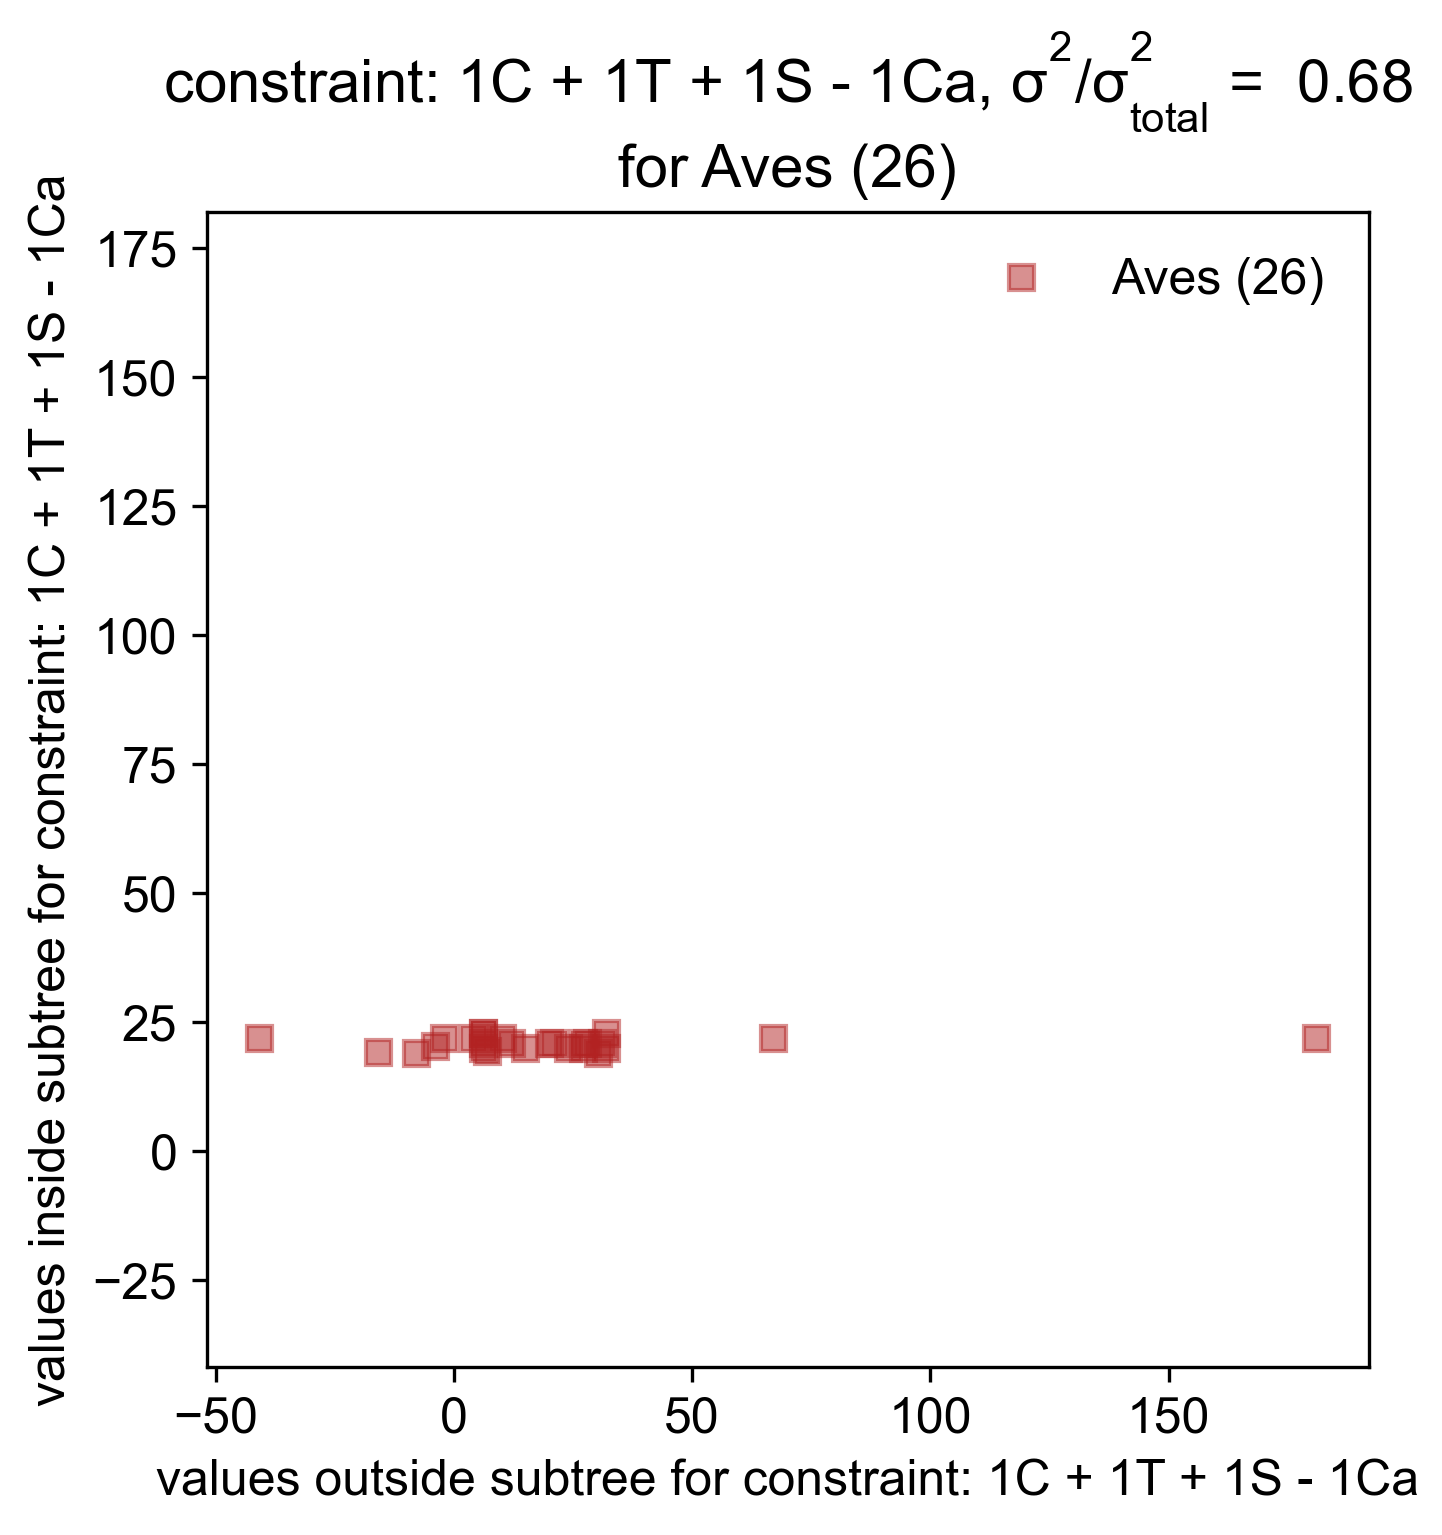 constraint: 1C + 1T + 1S - 1Ca, σ²/σ²total = 0.68
for Aves (26)
Aves (26)
values inside subtree for constraint: 1C + 1T + 1S - 1Ca
175
150
125
100
75
50
25
0
−25
−50
0
50
100
150
values outside subtree for constraint: 1C + 1T + 1S - 1Ca